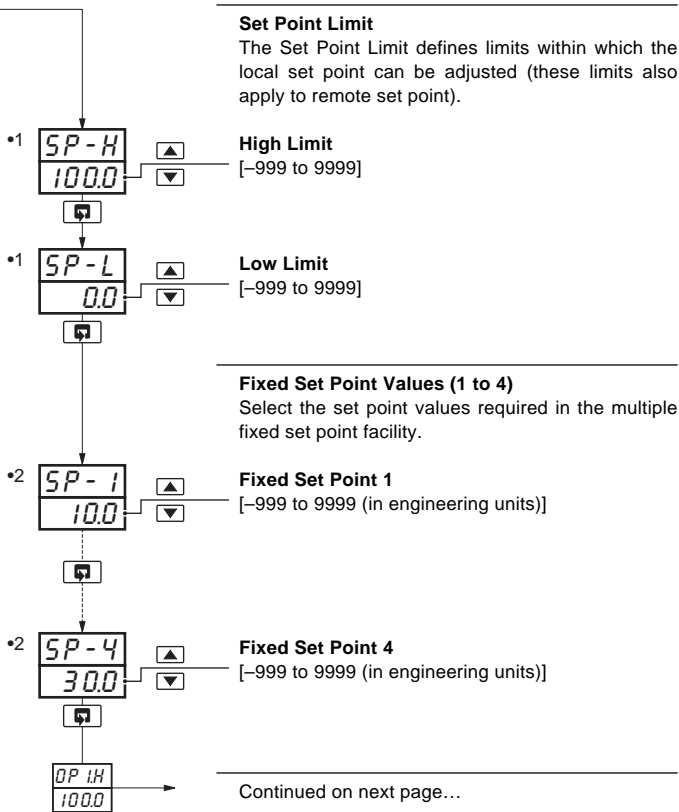 Set Point Limit
The Set Point Limit defines limits within which the
local set point can be adjusted (these limits also
apply to remote set point).
•1 SP-H
100.0
High Limit
[–999 to 9999]
•1 SP-L
0.0
Low Limit
[–999 to 9999]
Fixed Set Point Values (1 to 4)
Select the set point values required in the multiple
fixed set point facility.
•2 SP-1
10.0
Fixed Set Point 1
[–999 to 9999 (in engineering units)]
•2 SP-4
30.0
Fixed Set Point 4
[–999 to 9999 (in engineering units)]
OP1.H
100.0
Continued on next page…